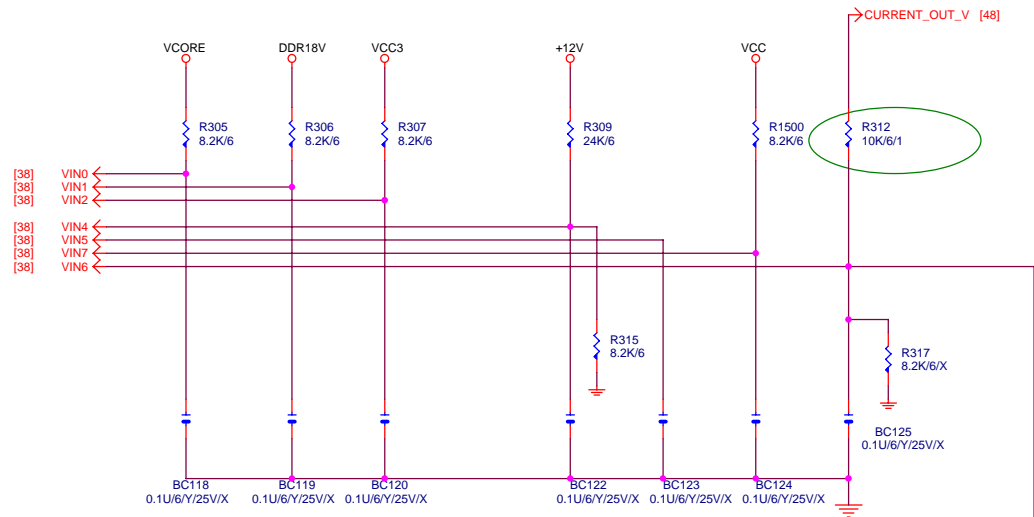 CURRENT_OUT_V [48]
VCORE DDR18V VCC3 +12V VCC
R305 R306 R307 R309 R1500 R312
8.2K/6 8.2K/6 8.2K/6 24K/6 8.2K/6 10K/6/1
[38] VIN0
[38] VIN1
[38] VIN2
[38] VIN4
[38] VIN5
[38] VIN7
[38] VIN6
R315
8.2K/6
R317
8.2K/6/X
BC125
0.1U/6/Y/25V/X
BC118 BC119 BC120 BC122 BC123 BC124
0.1U/6/Y/25V/X 0.1U/6/Y/25V/X 0.1U/6/Y/25V/X 0.1U/6/Y/25V/X 0.1U/6/Y/25V/X 0.1U/6/Y/25V/X